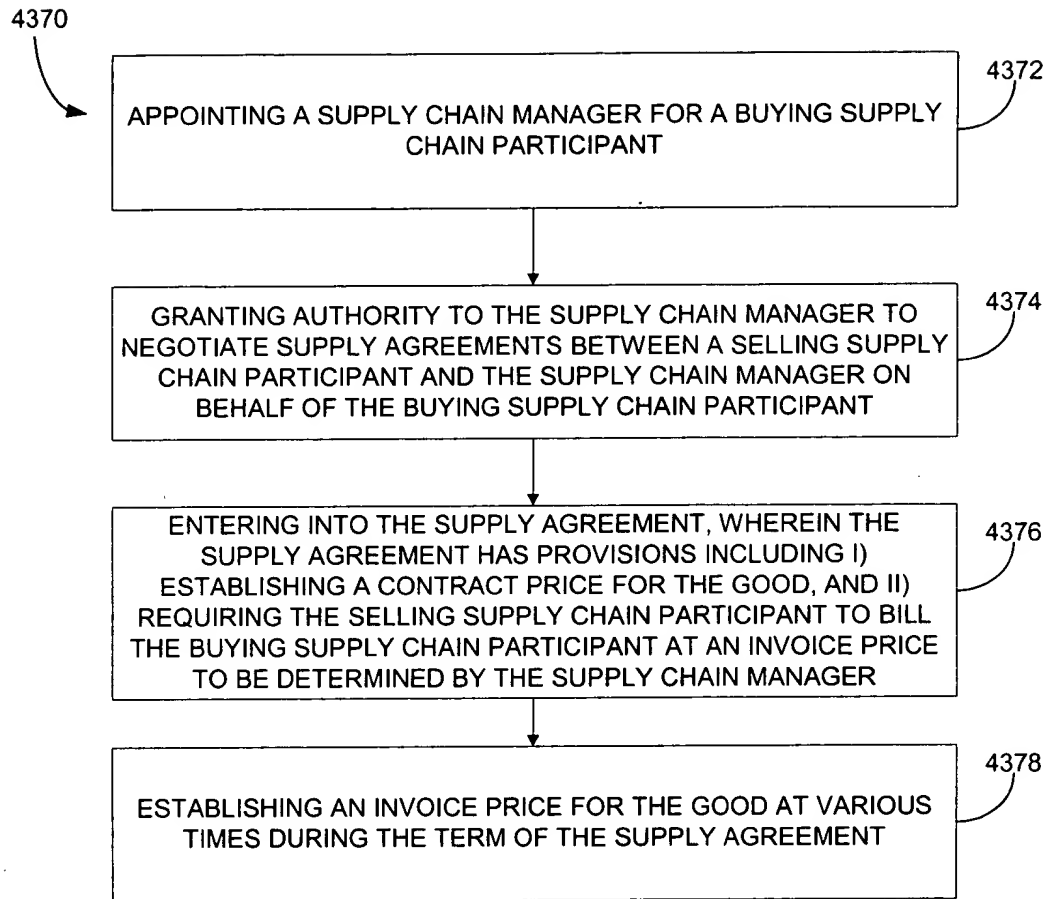 4370
4372
APPOINTING A SUPPLY CHAIN MANAGER FOR A BUYING SUPPLY
CHAIN PARTICIPANT
4374
GRANTING AUTHORITY TO THE SUPPLY CHAIN MANAGER TO
NEGOTIATE SUPPLY AGREEMENTS BETWEEN A SELLING SUPPLY
CHAIN PARTICIPANT AND THE SUPPLY CHAIN MANAGER ON
BEHALF OF THE BUYING SUPPLY CHAIN PARTICIPANT
4376
ENTERING INTO THE SUPPLY AGREEMENT, WHEREIN THE
SUPPLY AGREEMENT HAS PROVISIONS INCLUDING I)
ESTABLISHING A CONTRACT PRICE FOR THE GOOD, AND II)
REQUIRING THE SELLING SUPPLY CHAIN PARTICIPANT TO BILL
THE BUYING SUPPLY CHAIN PARTICIPANT AT AN INVOICE PRICE
TO BE DETERMINED BY THE SUPPLY CHAIN MANAGER
4378
ESTABLISHING AN INVOICE PRICE FOR THE GOOD AT VARIOUS
TIMES DURING THE TERM OF THE SUPPLY AGREEMENT